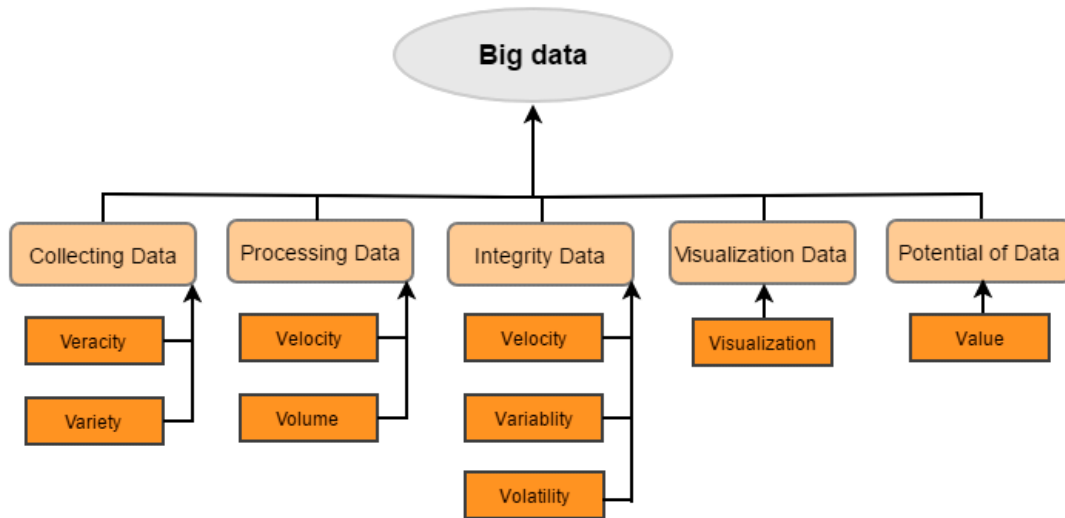 Big data
Collecting Data
Processing Data
Integrity Data
Visualization Data
Potential of Data
Veracity
Velocity
Velocity
Visualization
Value
Variety
Volume
Variablity
Volatility